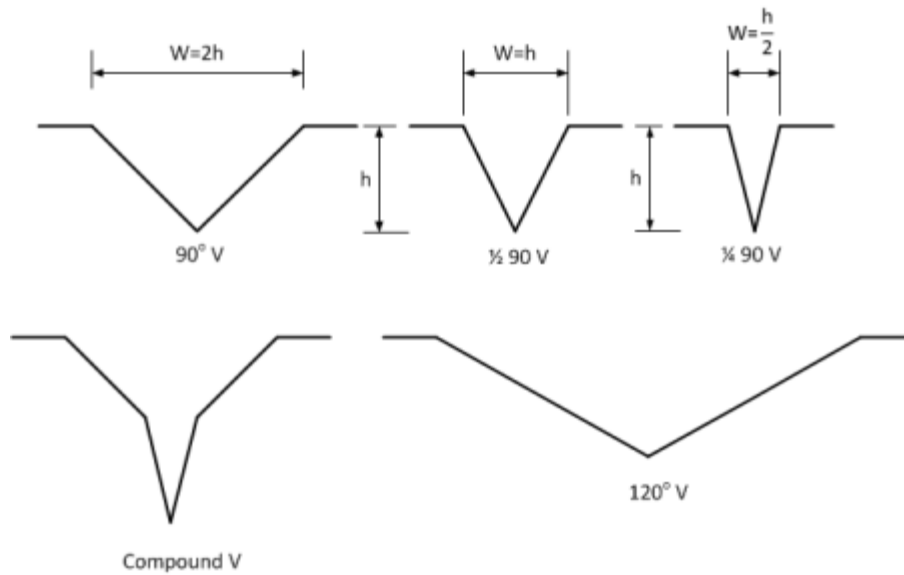 W=2h
W=h
W=h/2
h
h
90° V
½ 90 V
¼ 90 V
120° V
Compound V